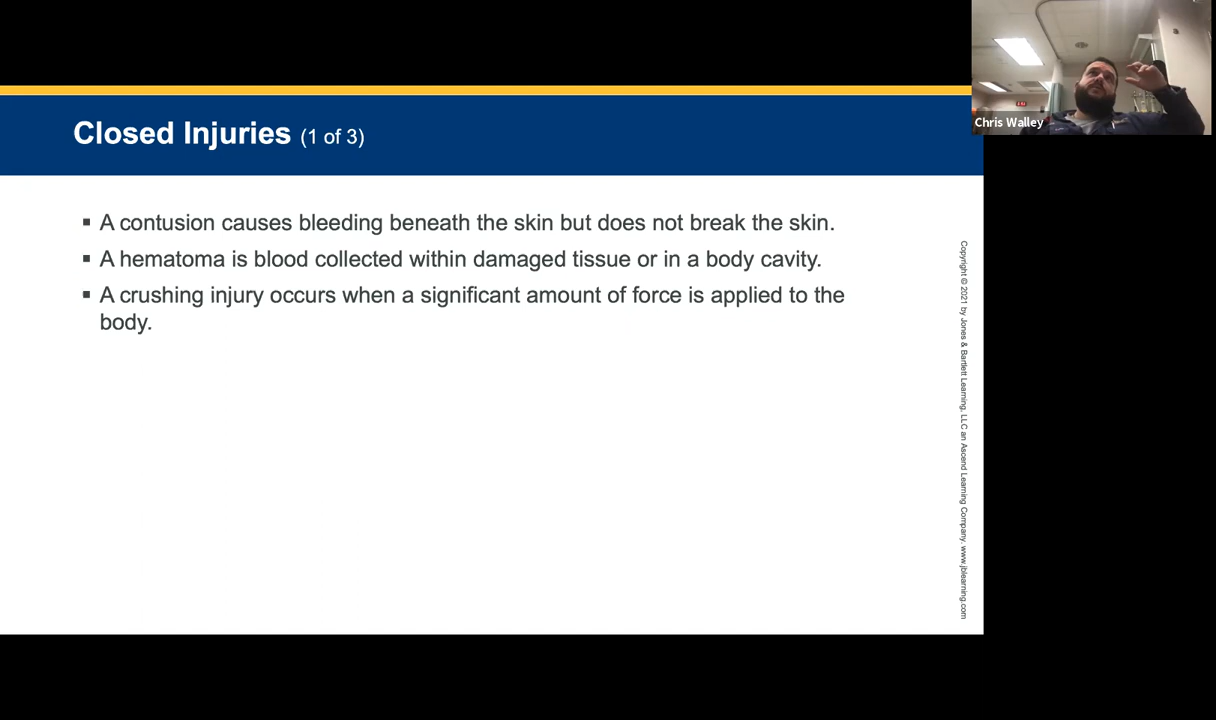 Closed Injuries (1 of 3)
▪ A contusion causes bleeding beneath the skin but does not break the skin.
▪ A hematoma is blood collected within damaged tissue or in a body cavity.
▪ A crushing injury occurs when a significant amount of force is applied to the
body.
Copyright © 2021 by Jones & Bartlett Learning, LLC an Ascend Learning Company. www.jblearning.com
Chris Walley